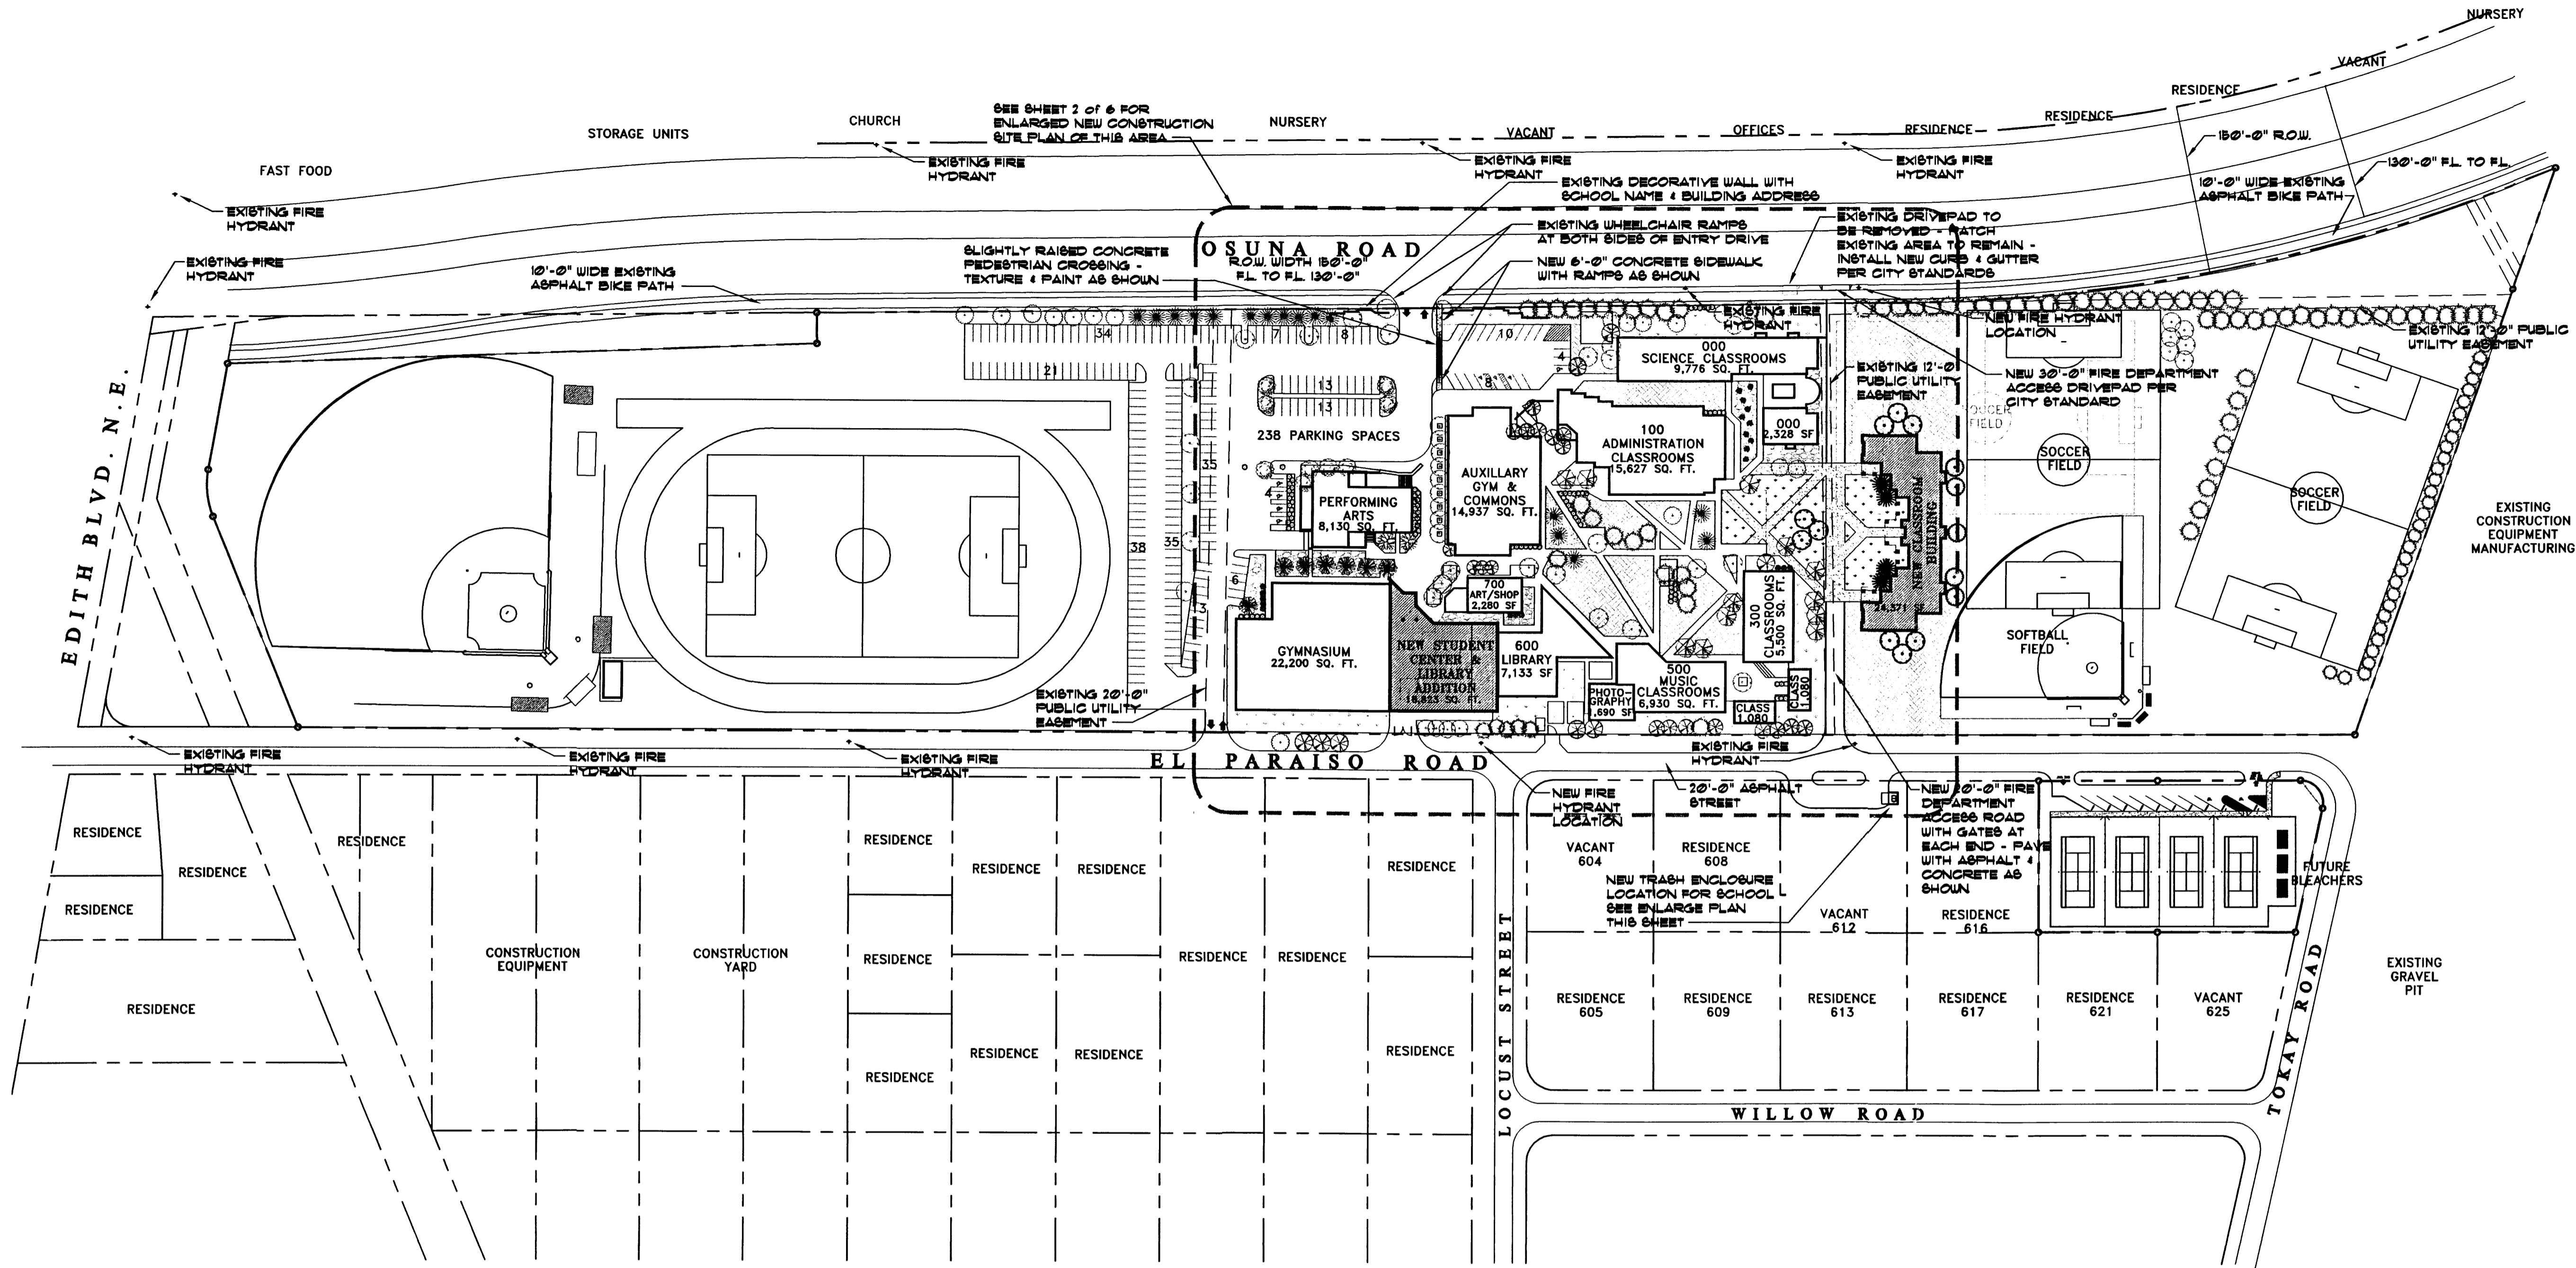 NURSERY
VACANT
RESIDENCE
RESIDENCE
SEE SHEET 2 of 6 FOR
ENLARGED NEW CONSTRUCTION
SITE PLAN OF THIS AREA
CHURCH
NURSERY
STORAGE UNITS
VACANT
OFFICES
RESIDENCE
150'-0" R.O.W.
FAST FOOD
EXISTING FIRE
HYDRANT
EXISTING FIRE
HYDRANT
EXISTING FIRE
HYDRANT
130'-0" F.L. TO F.L.
EXISTING DECORATIVE WALL WITH
SCHOOL NAME & BUILDING ADDRESS
10'-0" WIDE EXISTING
ASPHALT BIKE PATH
EXISTING FIRE
HYDRANT
EXISTING WHEELCHAIR RAMPS
AT BOTH SIDES OF ENTRY DRIVE
EXISTING DRIVEPAD TO
BE REMOVED - PATCH
EXISTING AREA TO REMAIN -
INSTALL NEW CURB & GUTTER
PER CITY STANDARDS
OSUNA ROAD
R.O.W. WIDTH 150'-0"
F.L. TO F.L. 130'-0"
SLIGHTLY RAISED CONCRETE
PEDESTRIAN CROSSING -
TEXTURE & PAINT AS SHOWN
NEW 6'-0" CONCRETE SIDEWALK
WITH RAMPS AS SHOWN
EXISTING FIRE
HYDRANT
10'-0" WIDE EXISTING
ASPHALT BIKE PATH
EXISTING FIRE
HYDRANT
NEW FIRE HYDRANT
LOCATION
EXISTING 12'-0" PUBLIC
UTILITY EASEMENT
34
7
8
10
21
4
8
13
13
000
SCIENCE CLASSROOMS
9,776 SQ. FT.
EXISTING 12'-0
PUBLIC UTILITY
EASEMENT
NEW 30'-0" FIRE DEPARTMENT
ACCESS DRIVEPAD PER
CITY STANDARD
SOCCER
FIELD
000
2,328 SF
100
ADMINISTRATION
CLASSROOMS
15,627 SQ. FT.
238 PARKING SPACES
EDITH BLVD. N.E.
35
4
AUXILLARY
GYM &
COMMONS
14,937 SQ. FT.
PERFORMING
ARTS
8,130 SQ. FT.
SOCCER
FIELD
SOCCER
FIELD
NEW CLASSROOM
BUILDING
24,371 SF
EXISTING
CONSTRUCTION
EQUIPMENT
MANUFACTURING
38
35
6
3
700
ART/SHOP
2,280 SF
300
CLASSROOMS
5,500 SQ. FT.
GYMNASIUM
22,200 SQ. FT.
NEW STUDENT
CENTER &
LIBRARY
ADDITION
600
LIBRARY
7,133 SF
SOFTBALL
FIELD
500
MUSIC
CLASSROOMS
6,930 SQ. FT.
PHOTO-
GRAPHY
1,690 SF
CLASS
1,080
CLASS
1,080
EXISTING 20'-0"
PUBLIC UTILITY
EASEMENT
EXISTING FIRE
HYDRANT
EXISTING FIRE
HYDRANT
EXISTING FIRE
HYDRANT
EXISTING FIRE
HYDRANT
EL PARAISO ROAD
NEW FIRE
HYDRANT
LOCATION
20'-0" ASPHALT
STREET
NEW 20'-0" FIRE
DEPARTMENT
ACCESS ROAD
WITH GATES AT
EACH END - PAVE
WITH ASPHALT &
CONCRETE AS
SHOWN
RESIDENCE
RESIDENCE
RESIDENCE
RESIDENCE
RESIDENCE
RESIDENCE
RESIDENCE
RESIDENCE
RESIDENCE
VACANT
604
RESIDENCE
608
NEW TRASH ENCLOSURE
LOCATION FOR SCHOOL
SEE ENLARGE PLAN
THIS SHEET
VACANT
612
RESIDENCE
616
FUTURE
BLEACHERS
CONSTRUCTION
EQUIPMENT
CONSTRUCTION
YARD
RESIDENCE
RESIDENCE
RESIDENCE
LOCUST STREET
EXISTING
GRAVEL
PIT
RESIDENCE
RESIDENCE
605
RESIDENCE
609
RESIDENCE
613
RESIDENCE
617
RESIDENCE
621
VACANT
625
TOKAY ROAD
RESIDENCE
RESIDENCE
RESIDENCE
RESIDENCE
WILLOW ROAD